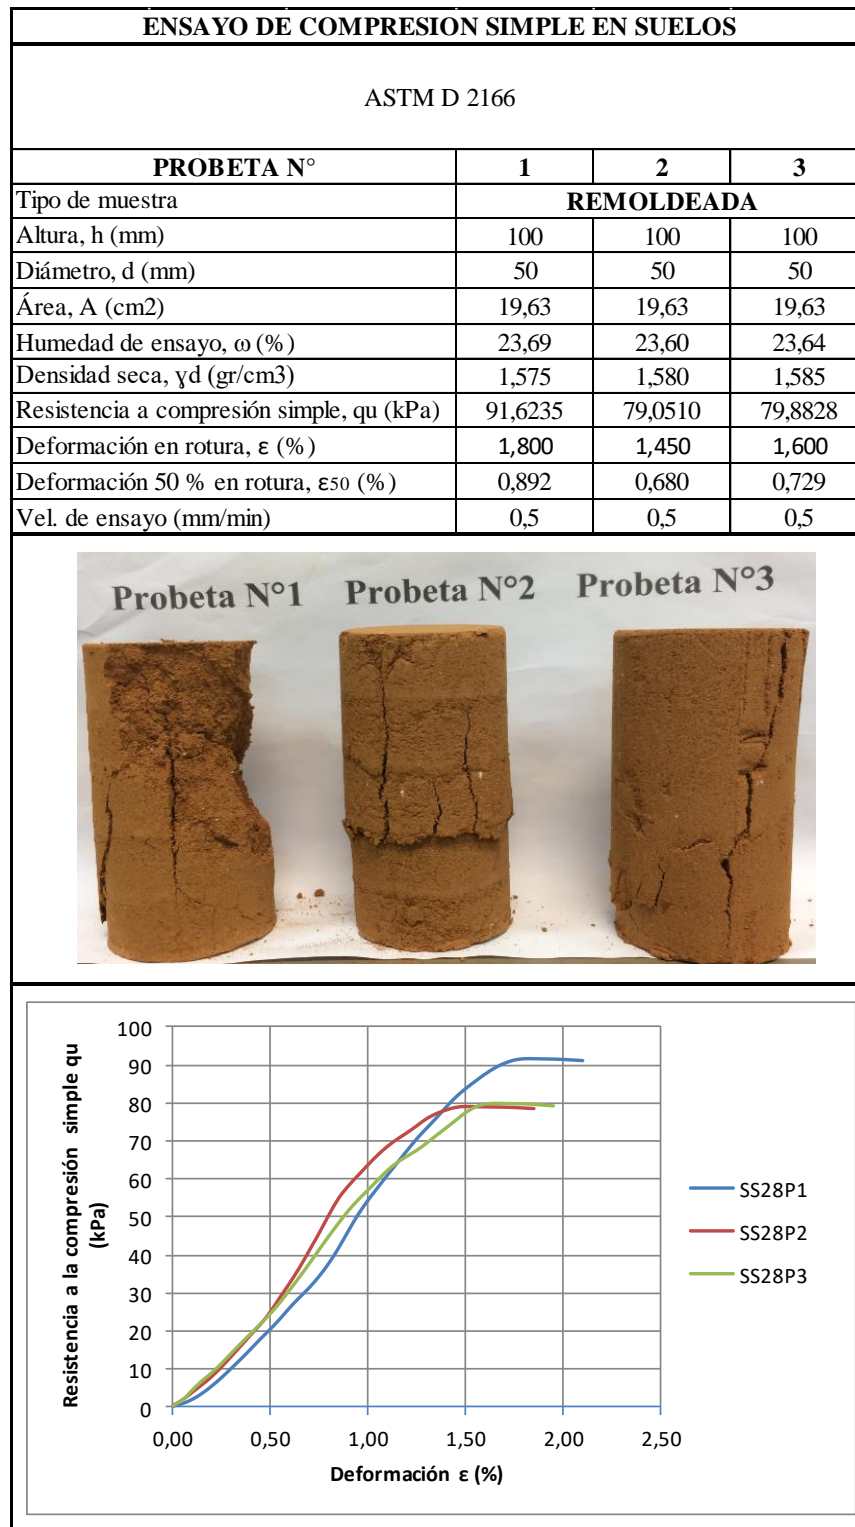 ENSAYO DE COMPRESION SIMPLE EN SUELOS
ASTM D 2166
PROBETA N° 1 2 3
Tipo de muestra REMOLDEADA
Altura, h (mm) 100 100 100
Diámetro, d (mm) 50 50 50
Área, A (cm2) 19,63 19,63 19,63
Humedad de ensayo, ω (%) 23,69 23,60 23,64
Densidad seca, γd (gr/cm3) 1,575 1,580 1,585
Resistencia a compresión simple, qu (kPa) 91,6235 79,0510 79,8828
Deformación en rotura, ε (%) 1,800 1,450 1,600
Deformación 50 % en rotura, ε50 (%) 0,892 0,680 0,729
Vel. de ensayo (mm/min) 0,5 0,5 0,5
Probeta N°1 Probeta N°2 Probeta N°3
Resistencia a la compresión simple qu
(kPa)
100
90
80
70
60
50
40
30
20
10
0
0,00 0,50 1,00 1,50 2,00 2,50
Deformación ε (%)
SS28P1
SS28P2
SS28P3